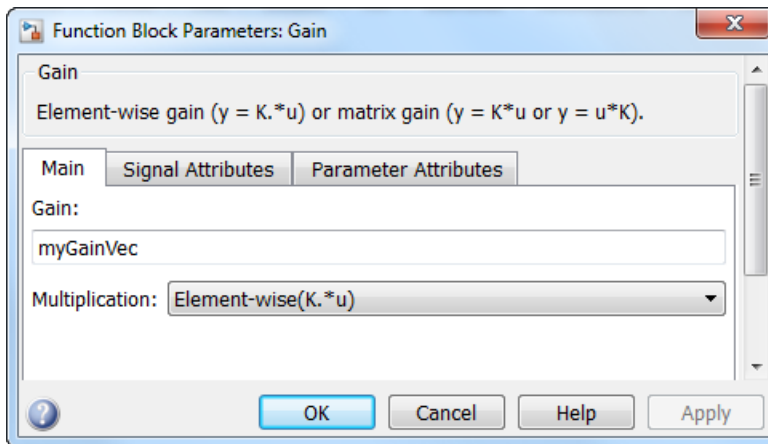 Function Block Parameters: Gain
Gain
Element-wise gain (y = K.*u) or matrix gain (y = K*u or y = u*K).
Main Signal Attributes Parameter Attributes
Gain:
myGainVec
Multiplication: Element-wise(K.*u)
OK Cancel Help Apply